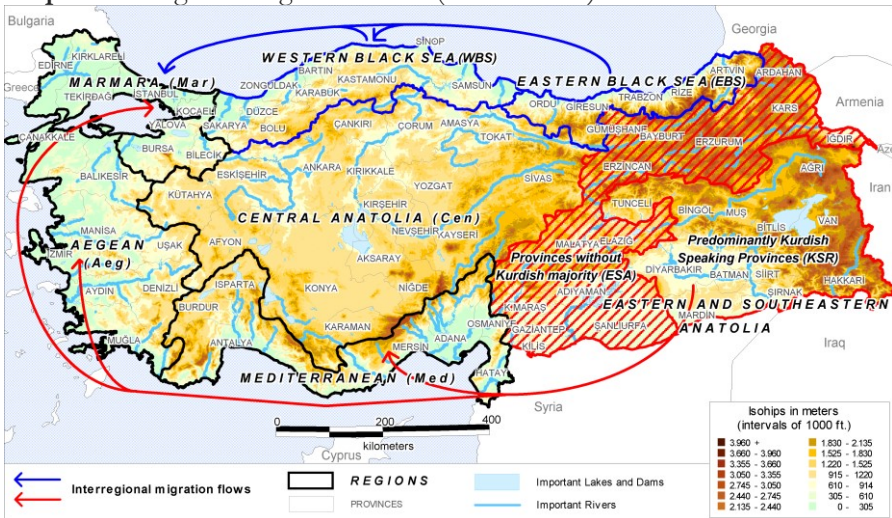 Bulgaria
Georgia
Greece
Armenia
Iran
Iraq
Syria
Cyprus
WESTERN BLACK SEA (WBS)
EASTERN BLACK SEA (EBS)
MARMARA (Mar)
CENTRAL ANATOLIA (Cen)
AEGEAN
(Aeg)
MEDITERRANEAN (Med)
Provinces without
Kurdish majority (ESA)
Predominantly Kurdish
Speaking Provinces (KSR)
EASTERN AND SOUTHEASTERN
ANATOLIA
KIRKLARELİ
EDİRNE
TEKİRDAĞ
İSTANBUL
KOCAELİ
YALOVA
SAKARYA
ÇANAKKALE
BURSA
BİLECİK
BALIKESİR
ZONGULDAK
BARTIN
KARABÜK
KASTAMONU
SİNOP
SAMSUN
DÜZCE
BOLU
ÇANKIRI
ÇORUM
AMASYA
TOKAT
ORDU
GİRESUN
TRABZON
RİZE
ARTVİN
ARDAHAN
KARS
IĞDIR
GÜMÜŞHANE
BAYBURT
ERZURUM
ERZİNCAN
AĞRI
ESKİŞEHİR
ANKARA
KIRIKKALE
YOZGAT
SİVAS
KÜTAHYA
KIRŞEHİR
NEVŞEHİR
KAYSERİ
AFYON
AKSARAY
KONYA
NİĞDE
KARAMAN
MANİSA
UŞAK
İZMİR
AYDIN
DENİZLİ
MUĞLA
BURDUR
ISPARTA
ANTALYA
MERSİN
ADANA
OSMANİYE
HATAY
TUNCELİ
BİNGÖL
MUŞ
BİTLİS
VAN
MALATYA
ELAZIĞ
DİYARBAKIR
BATMAN
SİİRT
HAKKARİ
ŞIRNAK
MARDİN
ADIYAMAN
K.MARAŞ
GAZİANTEP
ŞANLIURFA
KİLİS
0 200 400
kilometers
Isohips in meters
(intervals of 1000 ft.)
3.960 +
3.660 - 3.960
3.355 - 3.660
3.050 - 3.355
2.745 - 3.050
2.440 - 2.745
2.135 - 2.440
1.830 - 2.135
1.525 - 1.830
1.220 - 1.525
915 - 1220
610 - 914
305 - 610
0 - 305
Interregional migration flows
REGIONS
PROVINCES
Important Lakes and Dams
Important Rivers